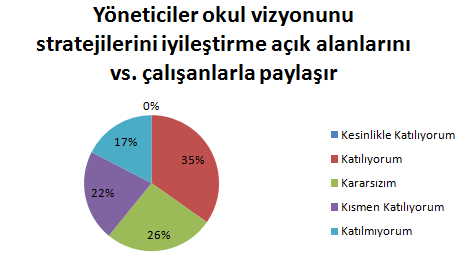 Yöneticiler okul vizyonunu
stratejilerini iyileştirme açık alanlarını
vs. çalışanlarla paylaşır
0%
17%
35%
22%
26%
Kesinlikle Katılıyorum
Katılıyorum
Kararsızım
Kısmen Katılıyorum
Katılmıyorum